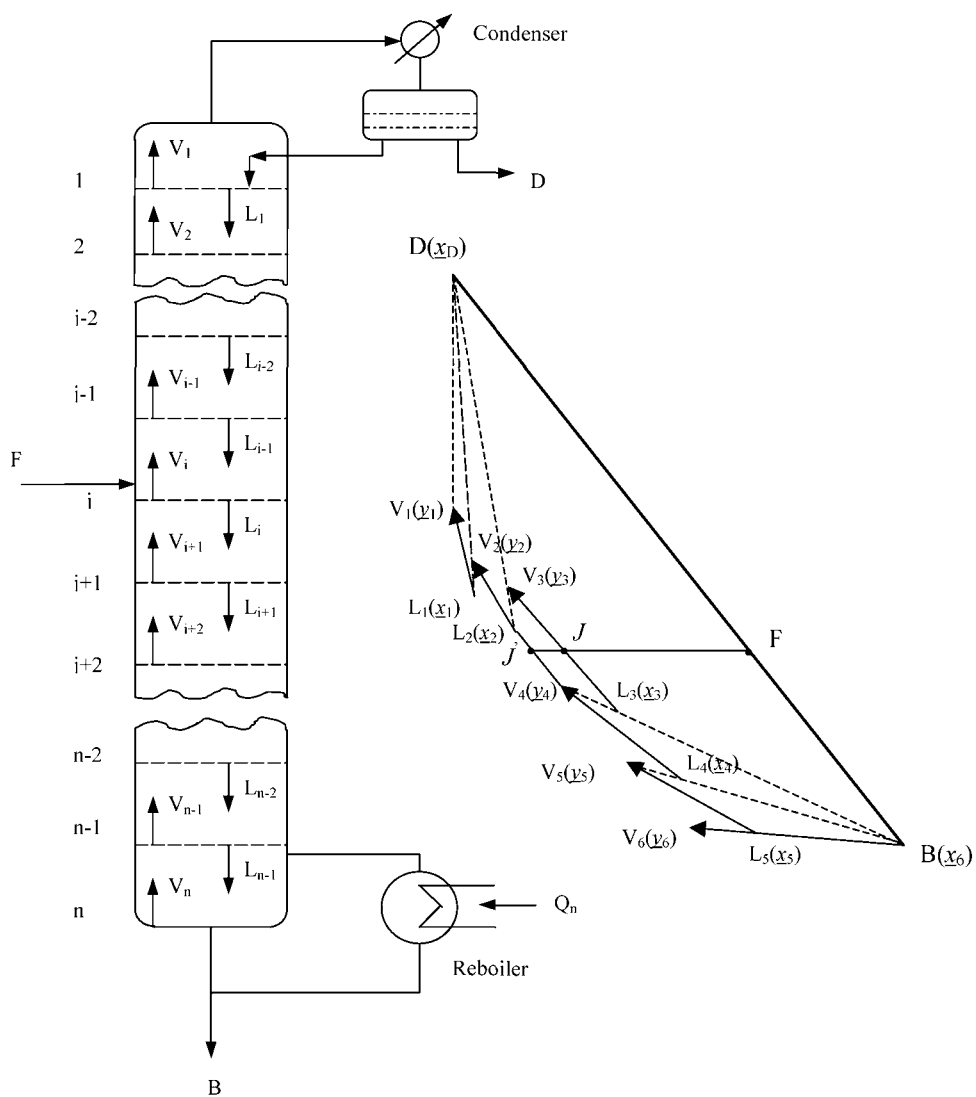 Condenser
V1
1
D
L1
V2
2
D(xD)
j-2
Li-2
Vi-1
j-1
Li-1
F
Vi
i
V1(y1)
Li
V2(y2)
Vi+1
V3(y3)
j+1
L1(x1)
Li+1
L2(x2)
J
F
Vi+2
J'
j+2
V4(y4)
L3(x3)
n-2
L4(x4)
V5(y5)
Ln-2
Vn-1
n-1
V6(y6)
L5(x5)
B(x6)
Ln-1
Vn
n
Qn
Reboiler
B